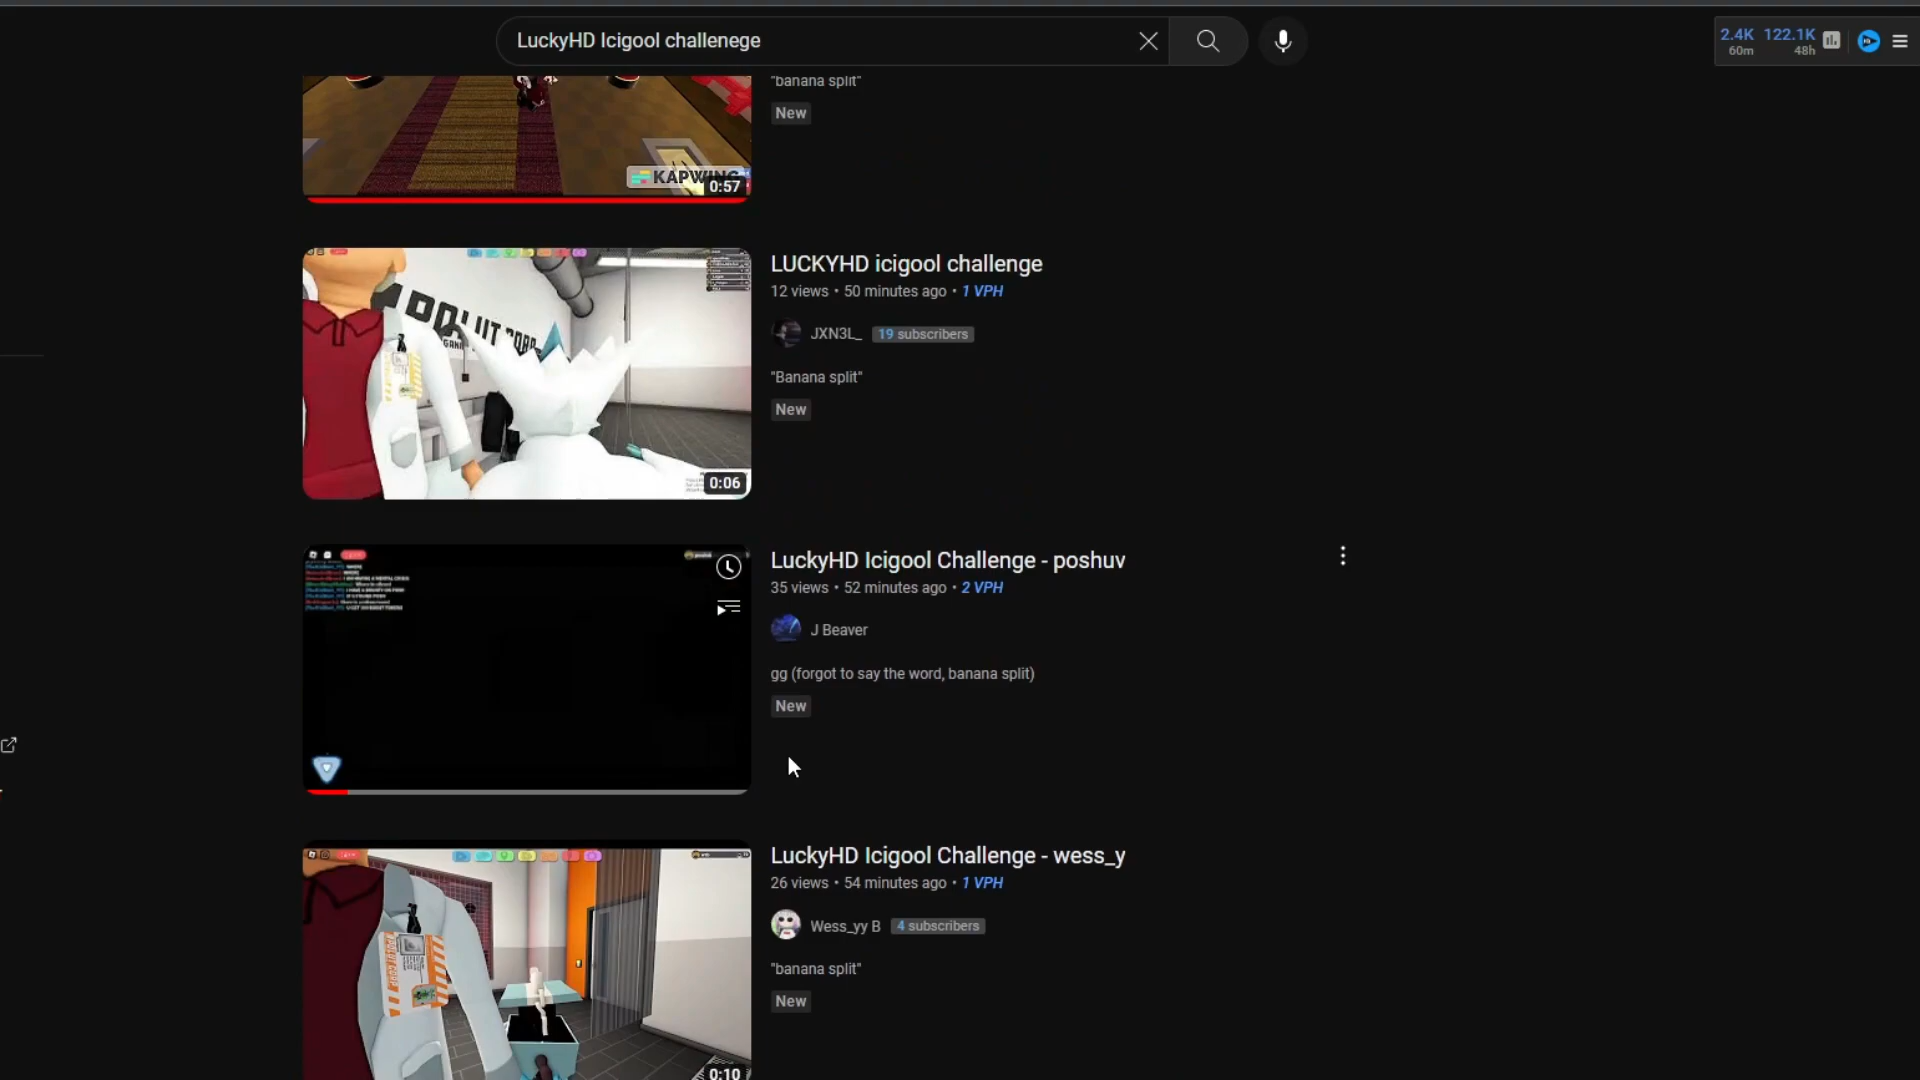 LuckyHD Icigool challenege
2.4K 122.1K
60m 48h
"banana split"
New
KAPWING
0:57
LUCKYHD icigool challenge
12 views • 50 minutes ago • 1 VPH
JXN3L_ 19 subscribers
"Banana split"
New
0:06
LuckyHD Icigool Challenge - poshuv
35 views • 52 minutes ago • 2 VPH
J Beaver
gg (forgot to say the word, banana split)
New
LuckyHD Icigool Challenge - wess_y
26 views • 54 minutes ago • 1 VPH
Wess_yy B 4 subscribers
"banana split"
New
0:10